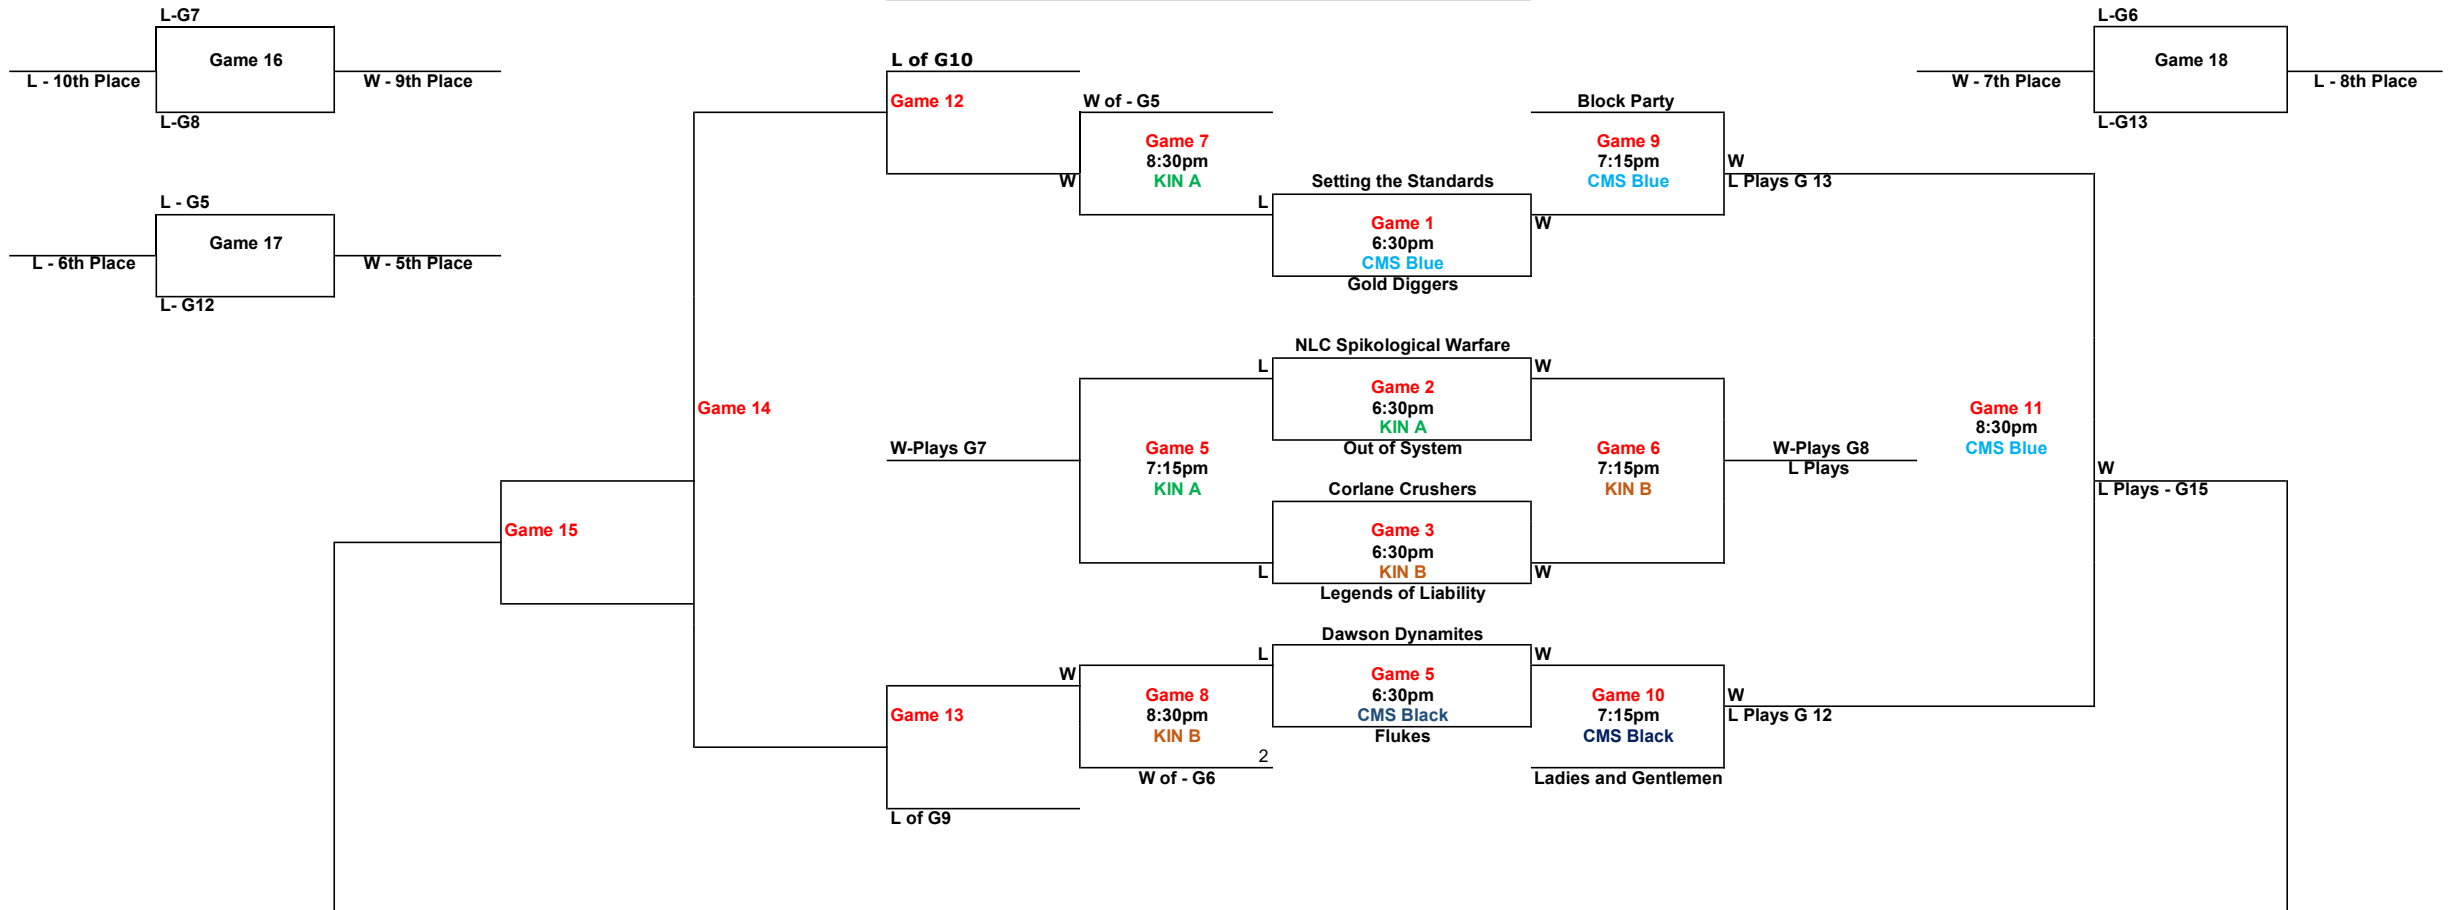 L-G7
Game 16
L - 10th Place
W - 9th Place
L-G8
L - G5
Game 17
L - 6th Place
W - 5th Place
L- G12
L of G10
Game 12
W of - G5
Game 7
8:30pm
KIN A
W
Setting the Standards
L
Game 1
6:30pm
CMS Blue
W
Gold Diggers
Block Party
Game 9
7:15pm
CMS Blue
W
L Plays G 13
L-G6
Game 18
W - 7th Place
L - 8th Place
L-G13
NLC Spikological Warfare
L
Game 2
6:30pm
KIN A
W
Out of System
Game 14
W-Plays G7
Game 5
7:15pm
KIN A
Game 6
7:15pm
KIN B
W-Plays G8
L Plays
Game 11
8:30pm
CMS Blue
W
L Plays - G15
Corlane Crushers
Game 3
6:30pm
KIN B
L
W
Legends of Liability
Game 15
Dawson Dynamites
L
Game 5
6:30pm
CMS Black
W
Flukes
W
Game 8
8:30pm
KIN B
2
W of - G6
Game 13
L of G9
Game 10
7:15pm
CMS Black
W
L Plays G 12
Ladies and Gentlemen